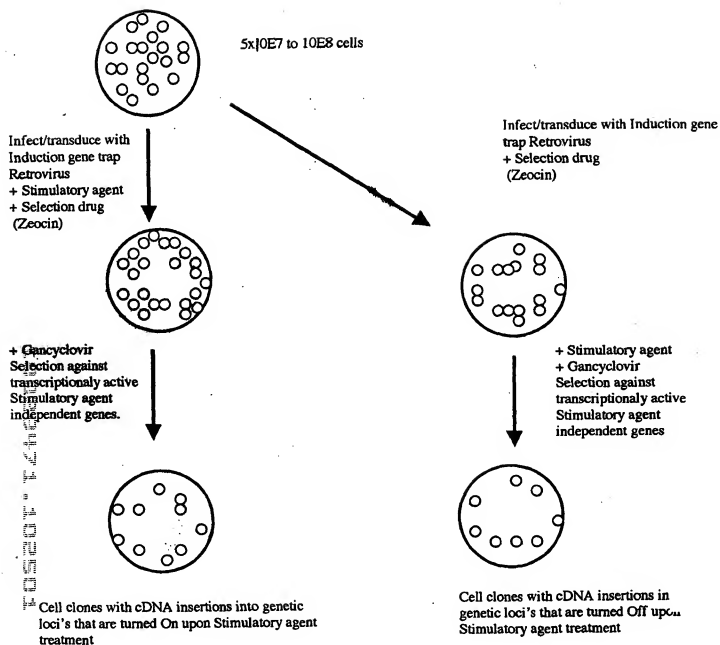 5x10E7 to 10E8 cells
Infect/transduce with
Induction gene trap
Retrovirus
+ Stimulatory agent
+ Selection drug
(Zeocin)
Infect/transduce with Induction gene
trap Retrovirus
+ Selection drug
(Zeocin)
+ Gancyclovir
Selection against
transcriptionaly active
Stimulatory agent
independent genes.
+ Stimulatory agent
+ Gancyclovir
Selection against
transcriptionaly active
Stimulatory agent
independent genes
Cell clones with cDNA insertions into genetic
loci's that are turned On upon Stimulatory agent
treatment
Cell clones with cDNA insertions in
genetic loci's that are turned Off upon
Stimulatory agent treatment